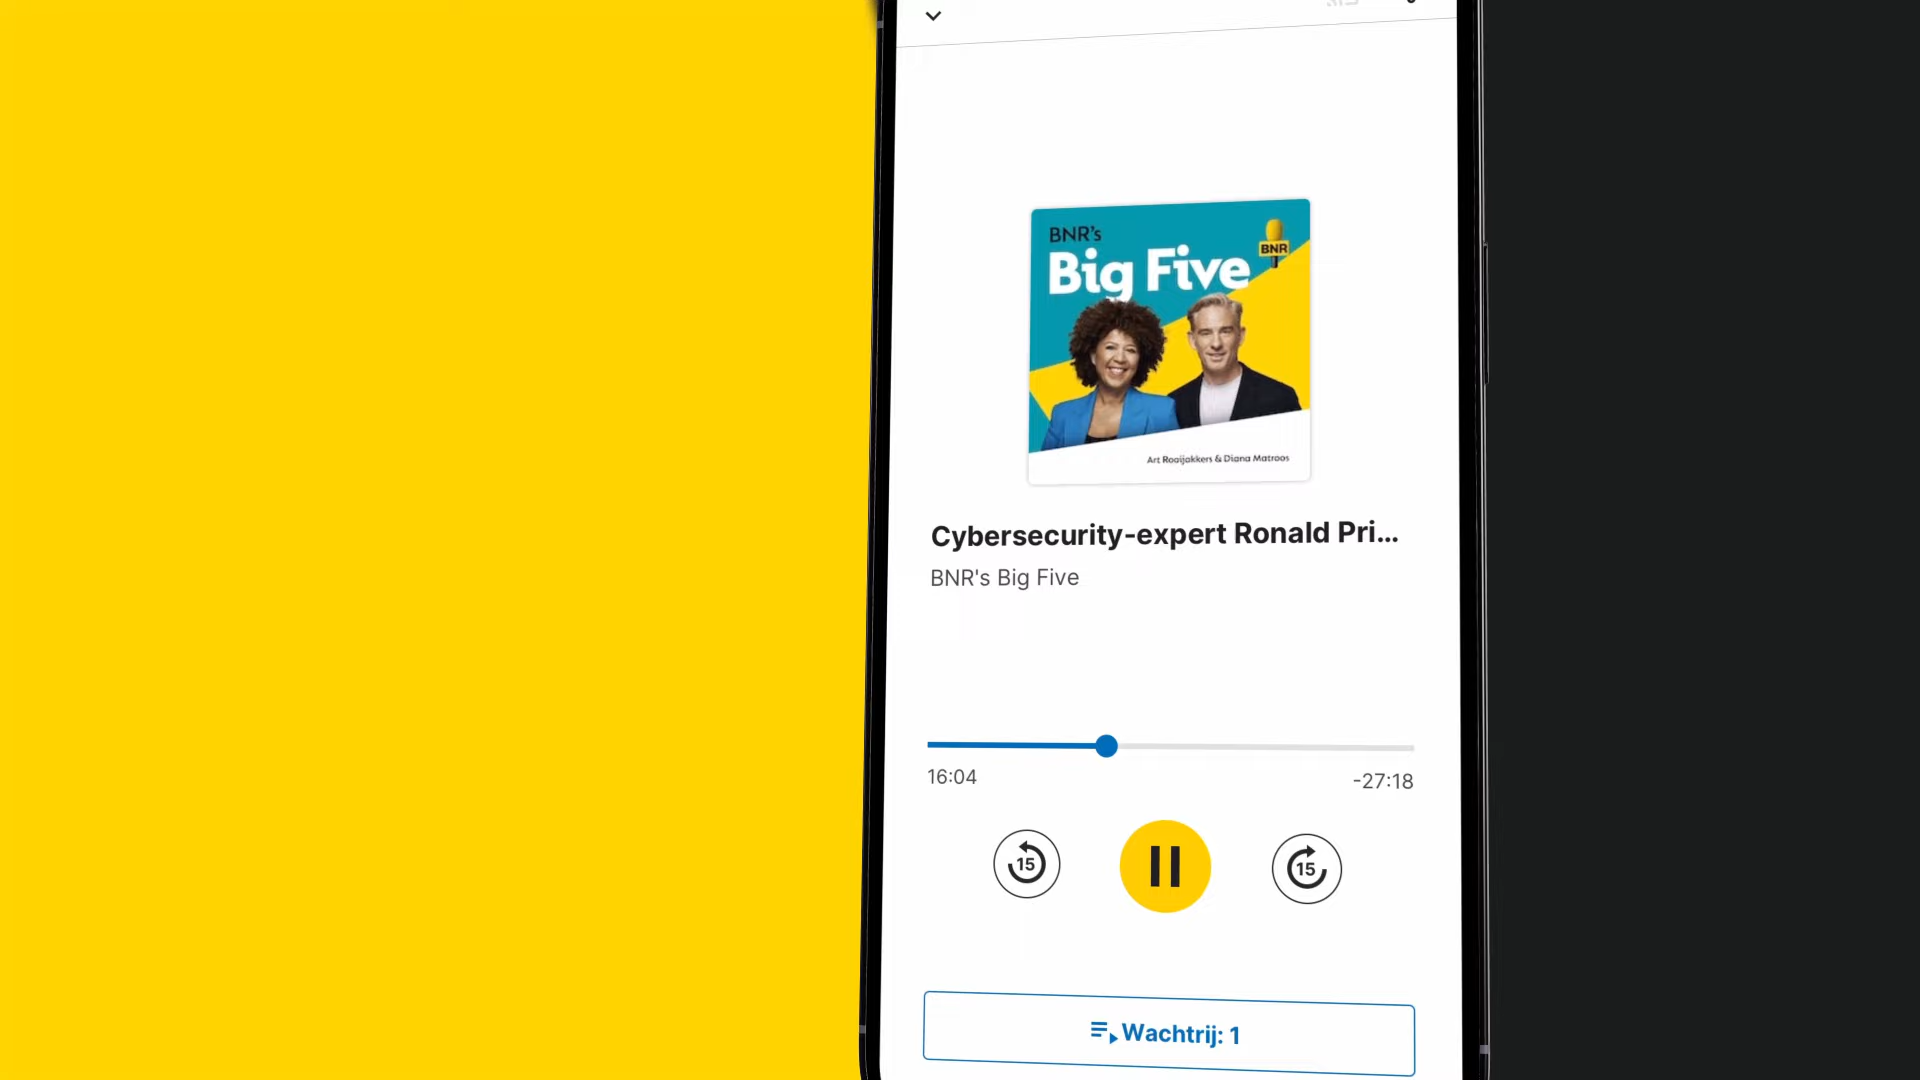 BNR's
Big Five
BNR
Art Rooijakkers & Diana Matroos
Cybersecurity-expert Ronald Pri...
BNR's Big Five
16:04
-27:18
15
15
Wachtrij: 1